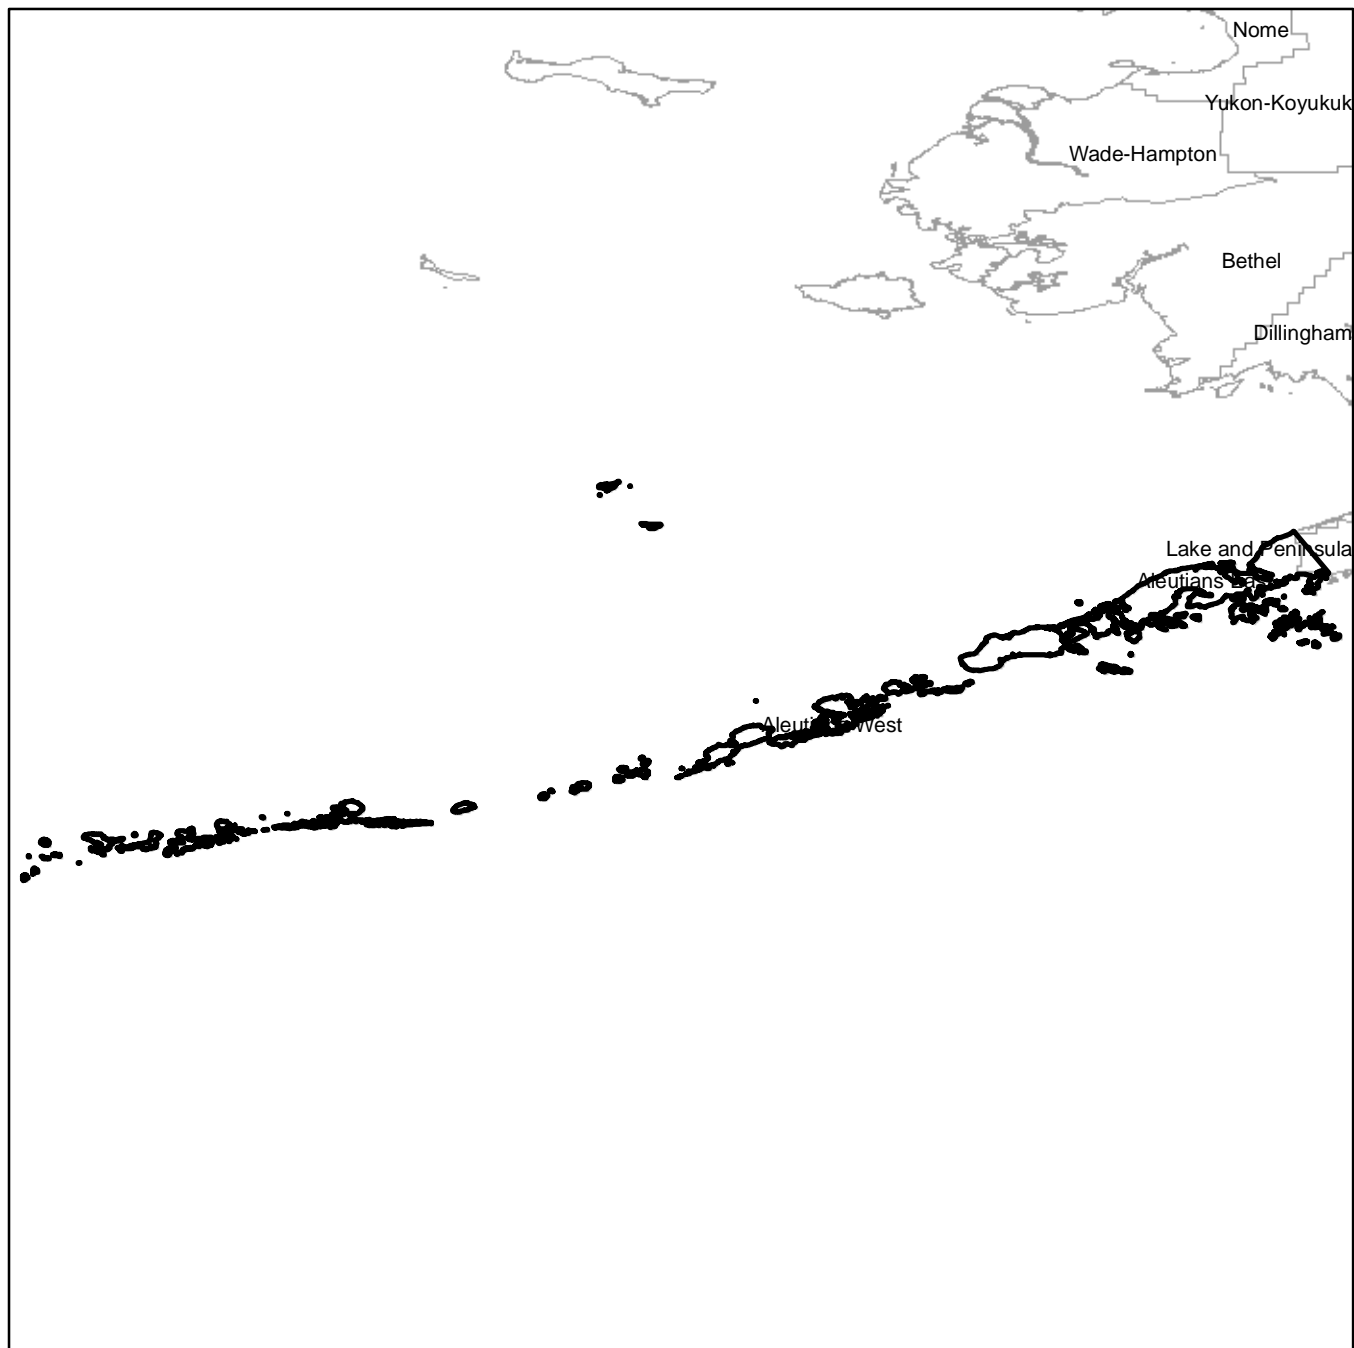 Nome
Yukon-Koyukuk
Wade-Hampton
Bethel
Dillingham
Lake and Peninsula
Aleutians East
Aleutians West